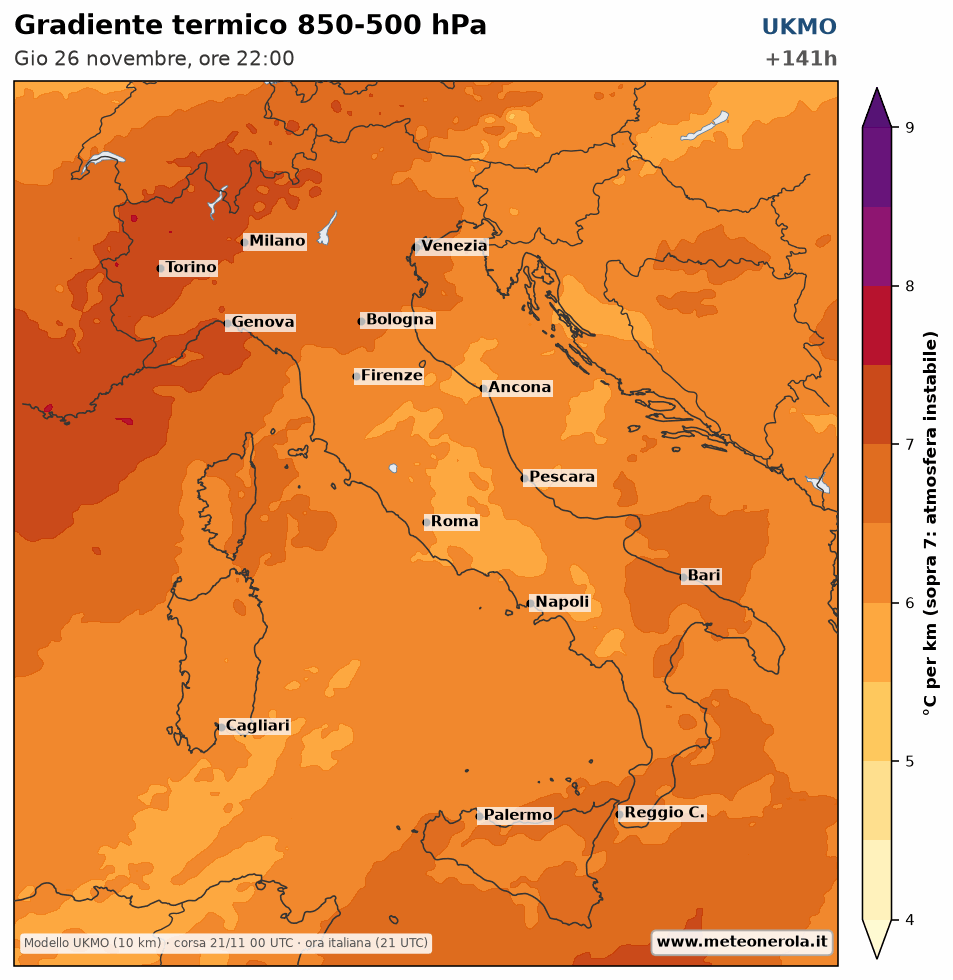 Gradiente termico 850-500 hPa
UKMO
Gio 26 novembre, ore 22:00
+141h
Milano
Venezia
Torino
Genova
Bologna
Firenze
Ancona
Pescara
Roma
Bari
Napoli
Cagliari
Palermo
Reggio C.
9
8
7
6
5
4
°C per km (sopra 7: atmosfera instabile)
Modello UKMO (10 km) · corsa 21/11 00 UTC · ora italiana (21 UTC)
www.meteonerola.it